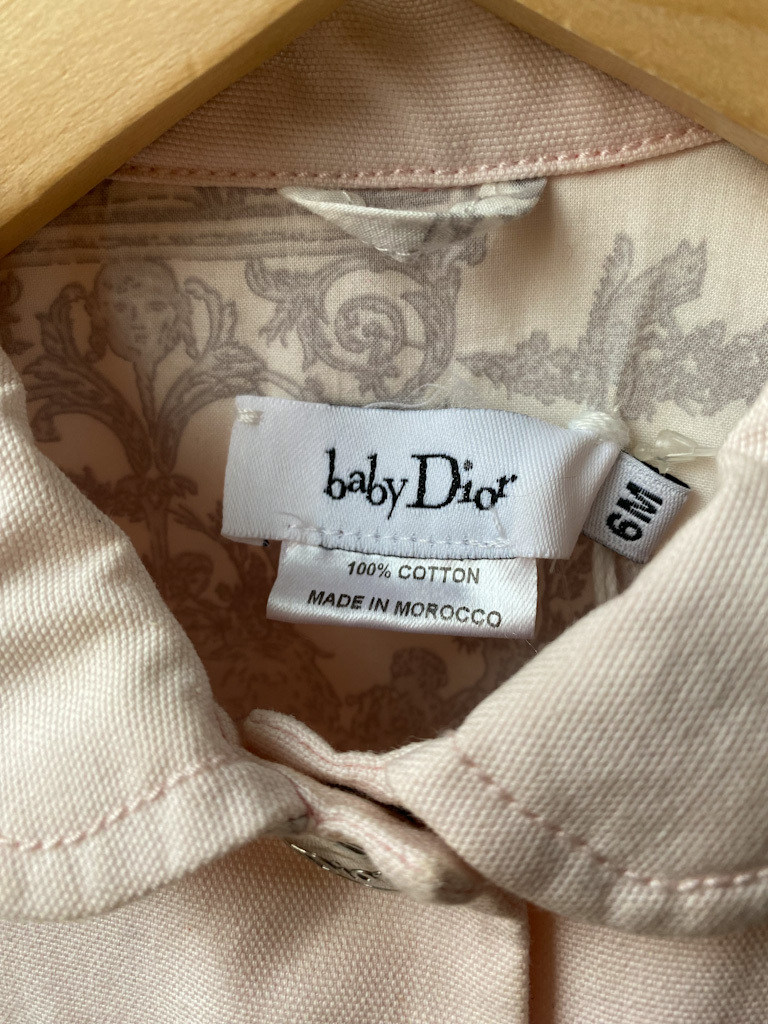 baby Dior
6M
100% COTTON
MADE IN MOROCCO